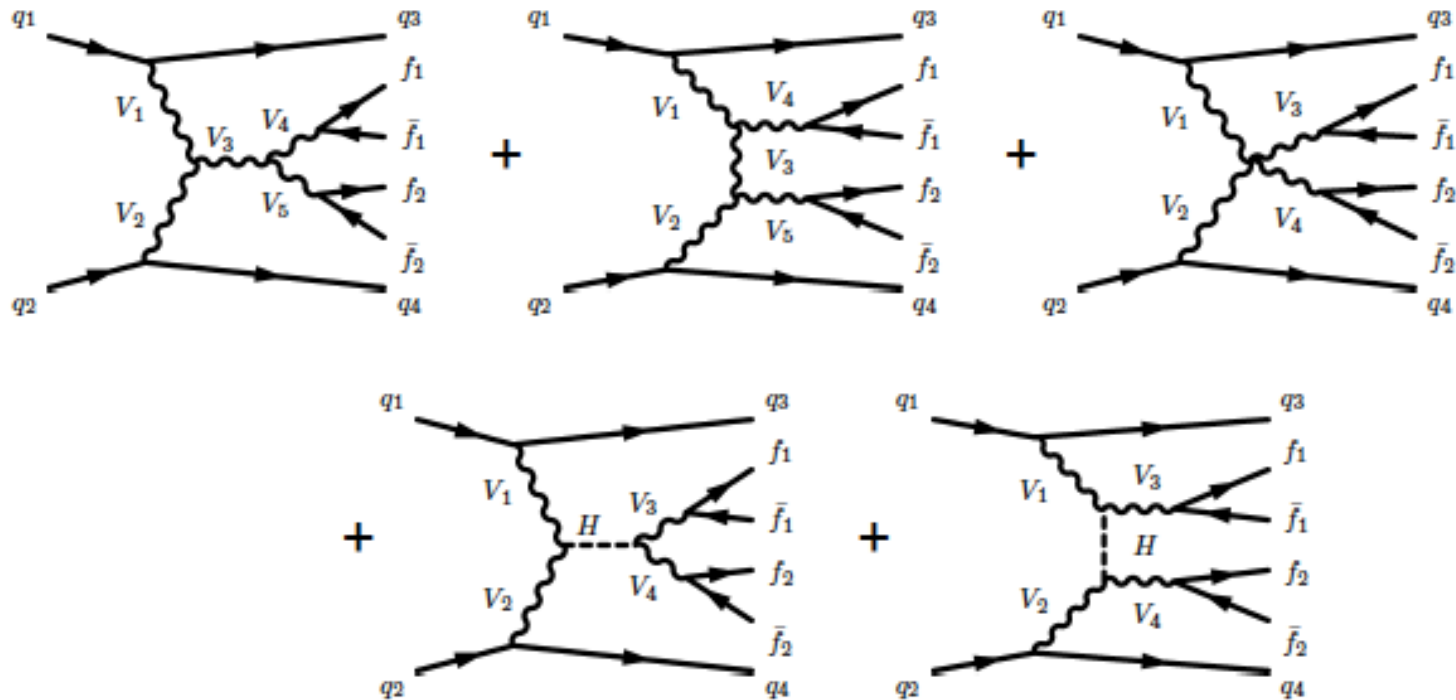 q1 q3 q1 q3 q1 q3
f1 f1 f1
V1 V4 V1 V4 V1 V3
V3 f̄1 + f̄1 + f̄1
V3
V2 f2 V2 f2 V2 f2
V5 V5 V4
f̄2 f̄2 f̄2
q2 q4 q2 q4 q2 q4
q1 q3 q1 q3
f1 f1
V1 V3 V1 V3
+ H f̄1 + H f̄1
V2 f2 V2 f2
V4 V4
f̄2 f̄2
q2 q4 q2 q4